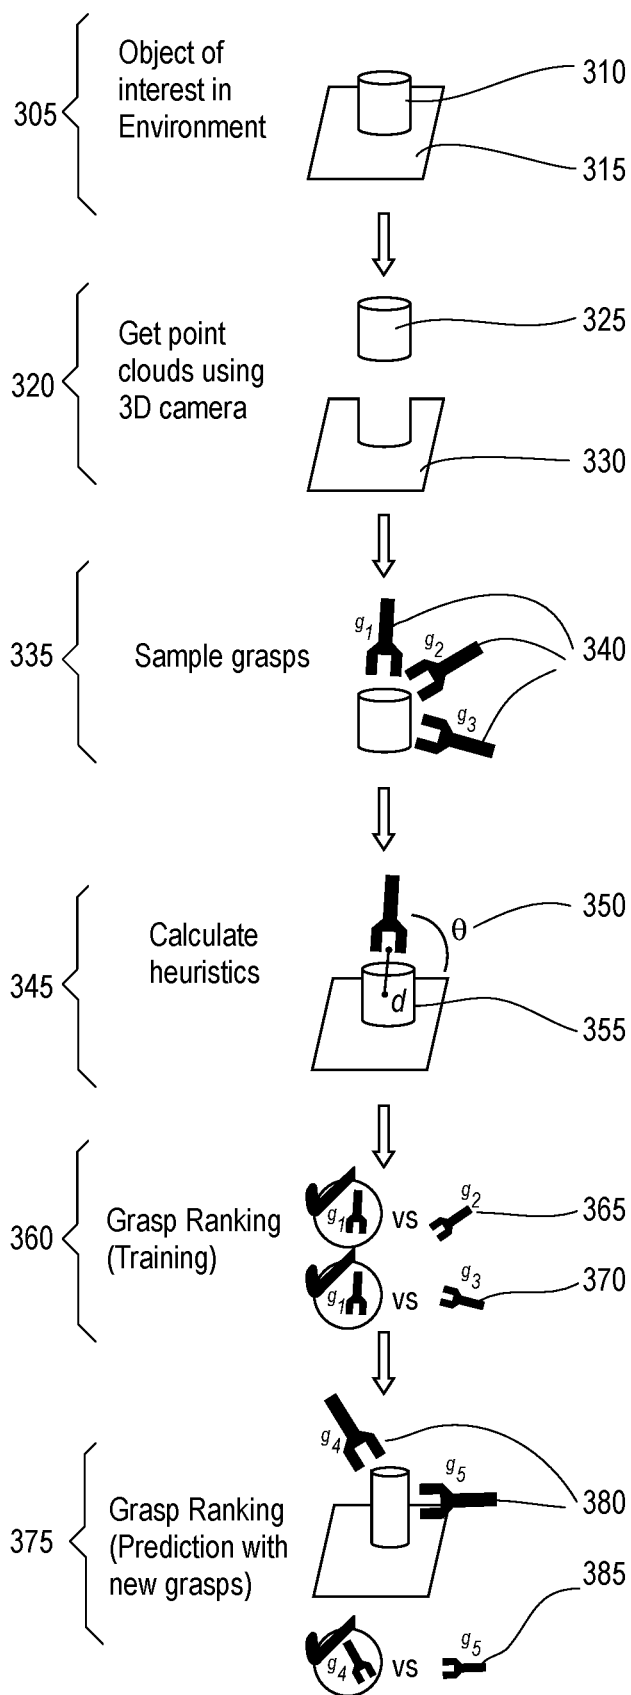 Object of
interest in
Environment
305
310
315
Get point
clouds using
3D camera
320
325
330
Sample grasps
335
g1
g2
g3
340
Calculate
heuristics
345
θ
d
350
355
Grasp Ranking
(Training)
360
g1 vs g2
365
g1 vs g3
370
Grasp Ranking
(Prediction with
new grasps)
375
g4
g5
380
385
g4 vs g5